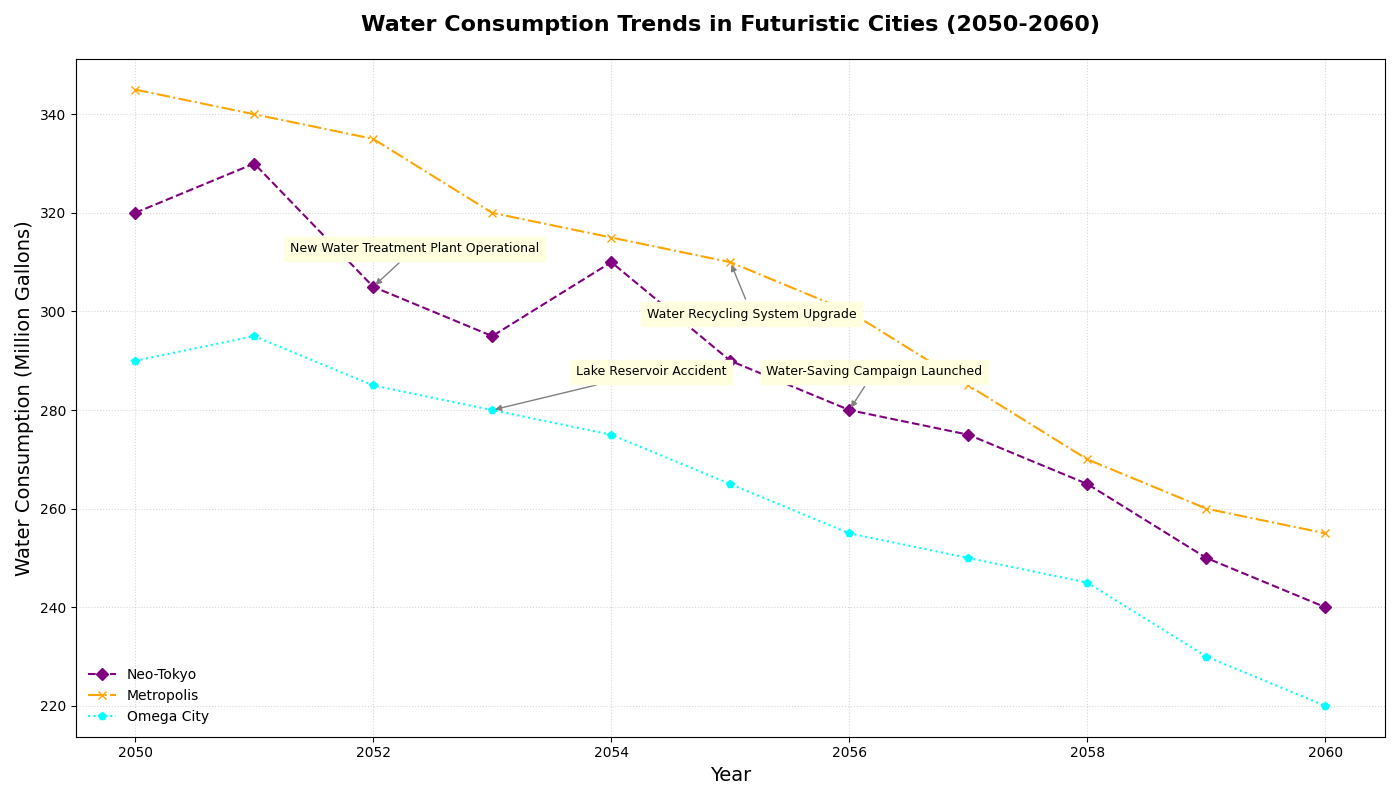 Water Consumption Trends in Futuristic Cities (2050-2060)
Water Consumption (Million Gallons)
340
320
300
280
260
240
220
New Water Treatment Plant Operational
Water Recycling System Upgrade
Lake Reservoir Accident
Water-Saving Campaign Launched
Neo-Tokyo
Metropolis
Omega City
2050
2052
2054
2056
2058
2060
Year